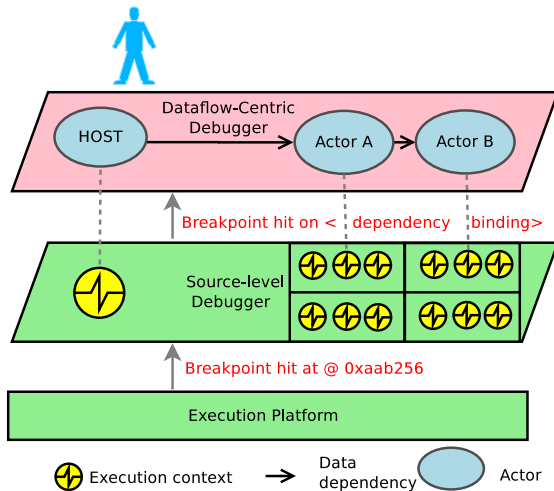 Dataflow-Centric
Debugger
HOST
Actor A
Actor B
Breakpoint hit on < dependency binding>
Source-level
Debugger
Breakpoint hit at @ 0xaab256
Execution Platform
Execution context
Data
dependency
Actor